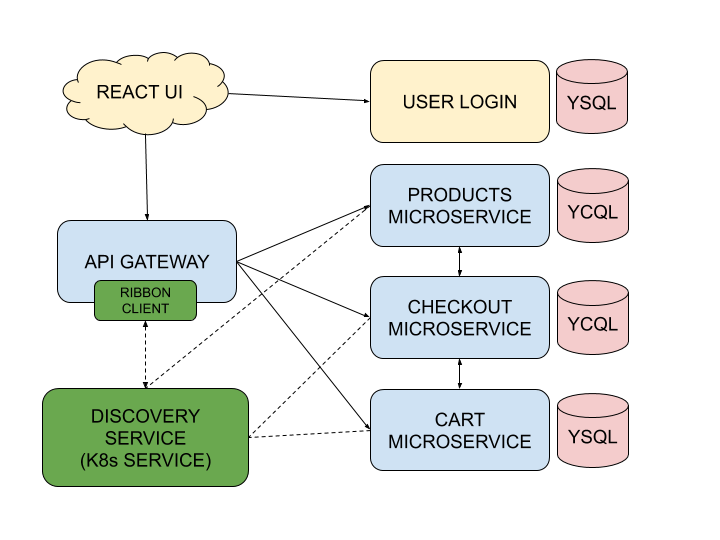 REACT UI
USER LOGIN
YSQL
PRODUCTS
MICROSERVICE
YCQL
API GATEWAY
RIBBON
CLIENT
CHECKOUT
MICROSERVICE
YCQL
DISCOVERY
SERVICE
(K8s SERVICE)
CART
MICROSERVICE
YSQL